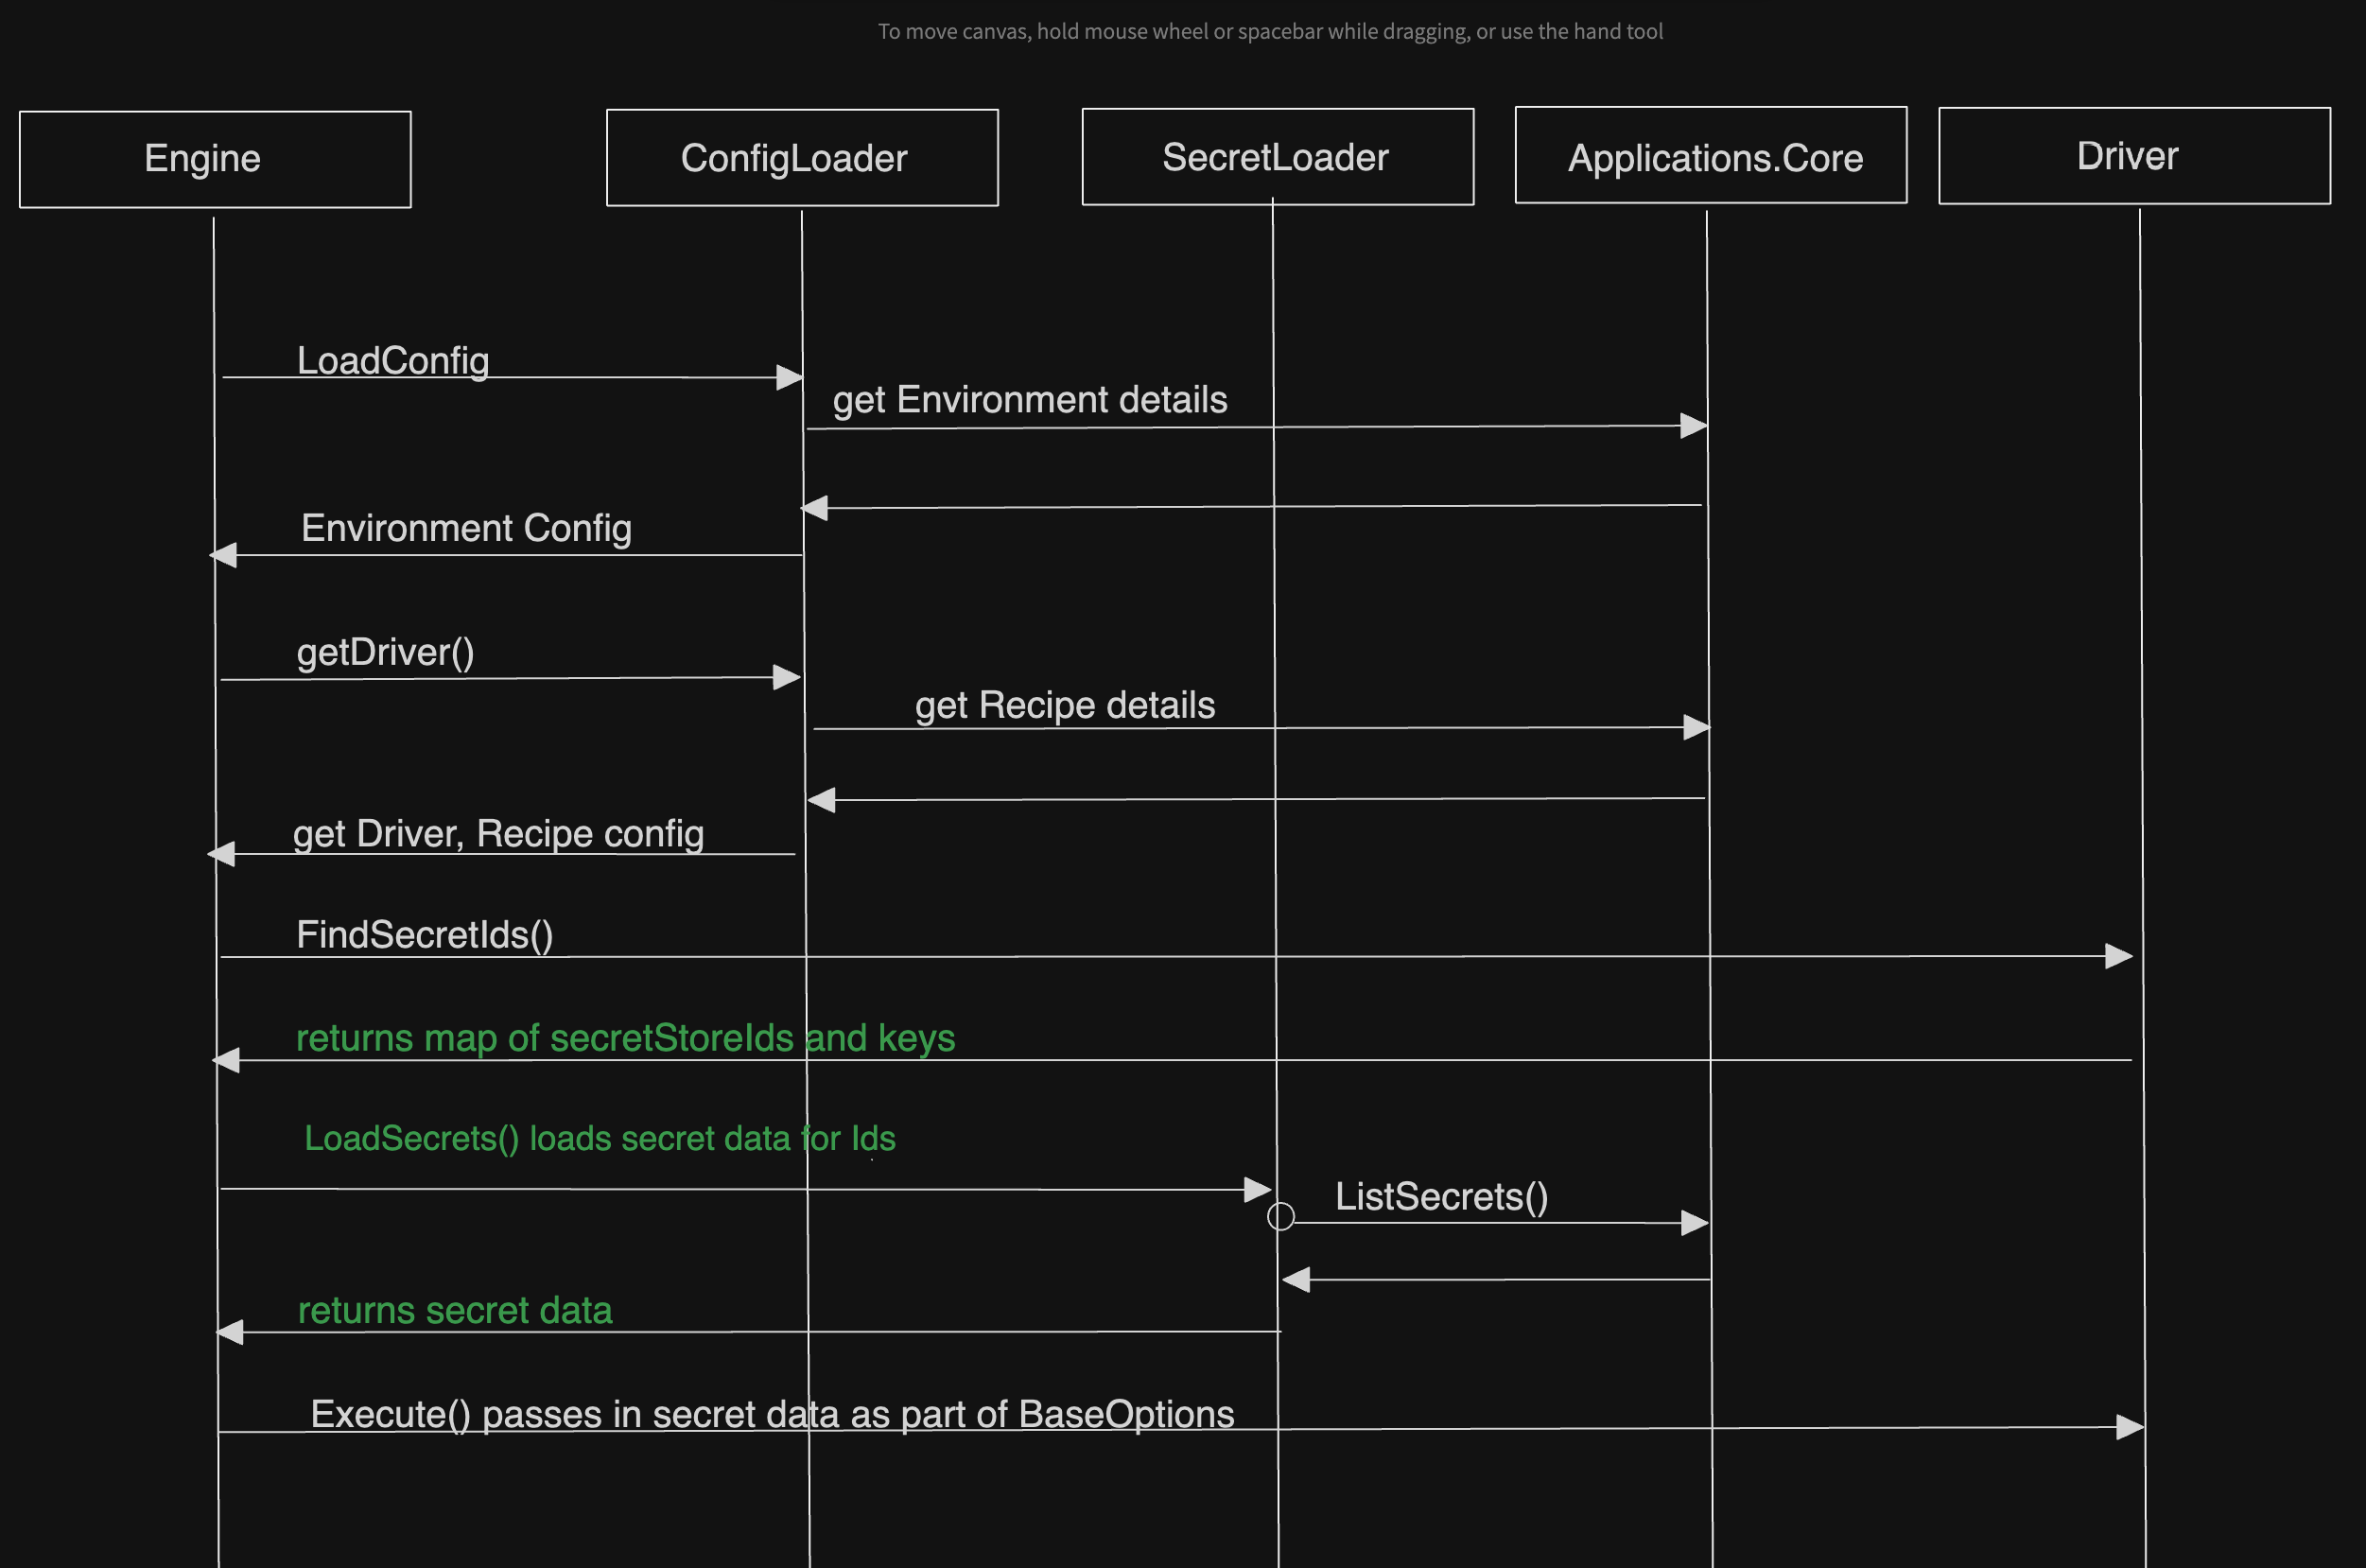 To move canvas, hold mouse wheel or spacebar while dragging, or use the hand tool
Engine
ConfigLoader
SecretLoader
Applications.Core
Driver
LoadConfig
get Environment details
Environment Config
getDriver()
get Recipe details
get Driver, Recipe config
FindSecretIds()
returns map of secretStoreIds and keys
LoadSecrets() loads secret data for Ids
ListSecrets()
returns secret data
Execute() passes in secret data as part of BaseOptions